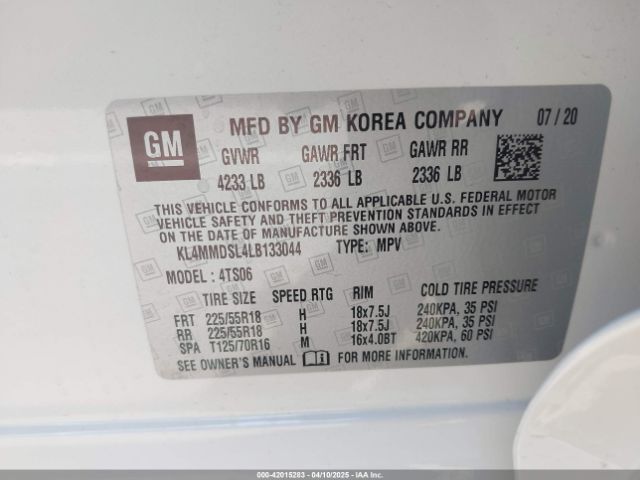 GM
MFD BY GM KOREA COMPANY 07/20
GVWR GAWR FRT GAWR RR
4233 LB 2336 LB 2336 LB
THIS VEHICLE CONFORMS TO ALL APPLICABLE U.S. FEDERAL MOTOR
VEHICLE SAFETY AND THEFT PREVENTION STANDARDS IN EFFECT
ON THE DATE OF MANUFACTURE SHOWN ABOVE.
KL4MMDSL4LB133044 TYPE: MPV
MODEL: 4TS06
TIRE SIZE SPEED RTG RIM COLD TIRE PRESSURE
FRT 225/55R18 H 18x7.5J 240KPA, 35 PSI
RR 225/55R18 H 18x7.5J 240KPA, 35 PSI
SPA T125/70R16 M 16x4.0BT 420KPA, 60 PSI
SEE OWNER'S MANUAL FOR MORE INFORMATION.
000-42015283 - 04/10/2025 - IAAI.COM